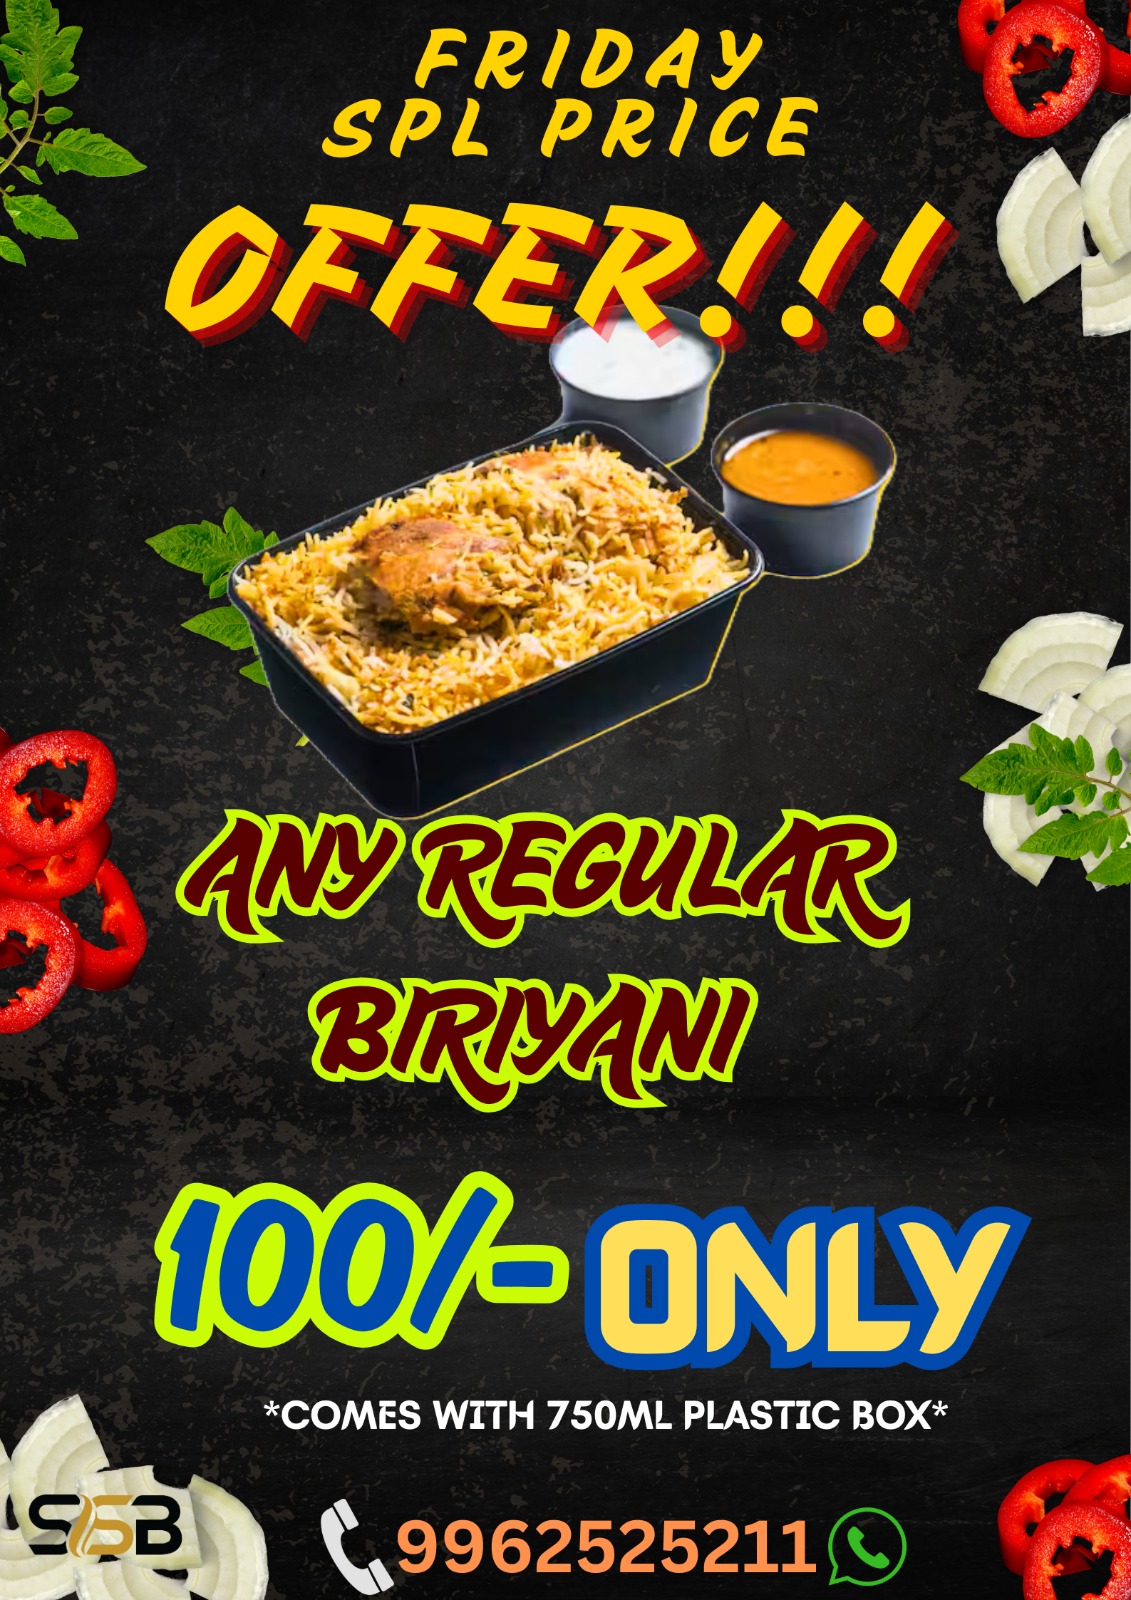 FRIDAY
SPL PRICE
OFFER!!!
ANY REGULAR
BIRIYANI
100/- ONLY
*COMES WITH 750ML PLASTIC BOX*
SSB
9962525211